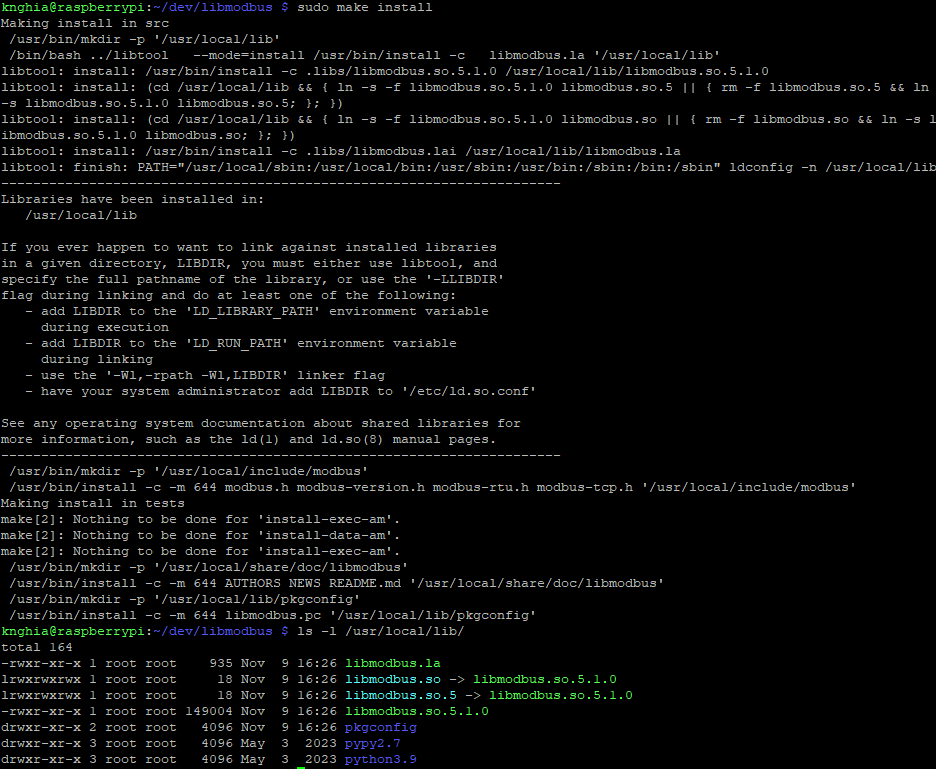 knghia@raspberrypi:~/dev/libmodbus $ sudo make install
Making install in src
 /usr/bin/mkdir -p '/usr/local/lib'
 /bin/bash ../libtool   --mode=install /usr/bin/install -c   libmodbus.la '/usr/local/lib'
libtool: install: /usr/bin/install -c .libs/libmodbus.so.5.1.0 /usr/local/lib/libmodbus.so.5.1.0
libtool: install: (cd /usr/local/lib && { ln -s -f libmodbus.so.5.1.0 libmodbus.so.5 || { rm -f libmodbus.so.5 && ln
-s libmodbus.so.5.1.0 libmodbus.so.5; }; })
libtool: install: (cd /usr/local/lib && { ln -s -f libmodbus.so.5.1.0 libmodbus.so || { rm -f libmodbus.so && ln -s l
ibmodbus.so.5.1.0 libmodbus.so; }; })
libtool: install: /usr/bin/install -c .libs/libmodbus.lai /usr/local/lib/libmodbus.la
libtool: finish: PATH="/usr/local/sbin:/usr/local/bin:/usr/sbin:/usr/bin:/sbin:/bin:/sbin" ldconfig -n /usr/local/lib
----------------------------------------------------------------------
Libraries have been installed in:
   /usr/local/lib

If you ever happen to want to link against installed libraries
in a given directory, LIBDIR, you must either use libtool, and
specify the full pathname of the library, or use the '-LLIBDIR'
flag during linking and do at least one of the following:
   - add LIBDIR to the 'LD_LIBRARY_PATH' environment variable
     during execution
   - add LIBDIR to the 'LD_RUN_PATH' environment variable
     during linking
   - use the '-Wl,-rpath -Wl,LIBDIR' linker flag
   - have your system administrator add LIBDIR to '/etc/ld.so.conf'

See any operating system documentation about shared libraries for
more information, such as the ld(1) and ld.so(8) manual pages.
----------------------------------------------------------------------
 /usr/bin/mkdir -p '/usr/local/include/modbus'
 /usr/bin/install -c -m 644 modbus.h modbus-version.h modbus-rtu.h modbus-tcp.h '/usr/local/include/modbus'
Making install in tests
make[2]: Nothing to be done for 'install-exec-am'.
make[2]: Nothing to be done for 'install-data-am'.
make[2]: Nothing to be done for 'install-exec-am'.
 /usr/bin/mkdir -p '/usr/local/share/doc/libmodbus'
 /usr/bin/install -c -m 644 AUTHORS NEWS README.md '/usr/local/share/doc/libmodbus'
 /usr/bin/mkdir -p '/usr/local/lib/pkgconfig'
 /usr/bin/install -c -m 644 libmodbus.pc '/usr/local/lib/pkgconfig'
knghia@raspberrypi:~/dev/libmodbus $ ls -l /usr/local/lib/
total 164
-rwxr-xr-x 1 root root    935 Nov  9 16:26 libmodbus.la
lrwxrwxrwx 1 root root     18 Nov  9 16:26 libmodbus.so -> libmodbus.so.5.1.0
lrwxrwxrwx 1 root root     18 Nov  9 16:26 libmodbus.so.5 -> libmodbus.so.5.1.0
-rwxr-xr-x 1 root root 149004 Nov  9 16:26 libmodbus.so.5.1.0
drwxr-xr-x 2 root root   4096 Nov  9 16:26 pkgconfig
drwxr-xr-x 3 root root   4096 May  3  2023 pypy2.7
drwxr-xr-x 3 root root   4096 May  3  2023 python3.9